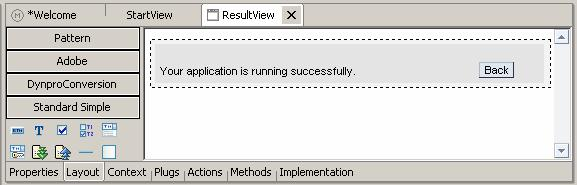 *Welcome StartView ResultView
Pattern
Adobe
DynproConversion
Standard Simple
Your application is running successfully. Back
Properties Layout Context Plugs Actions Methods Implementation